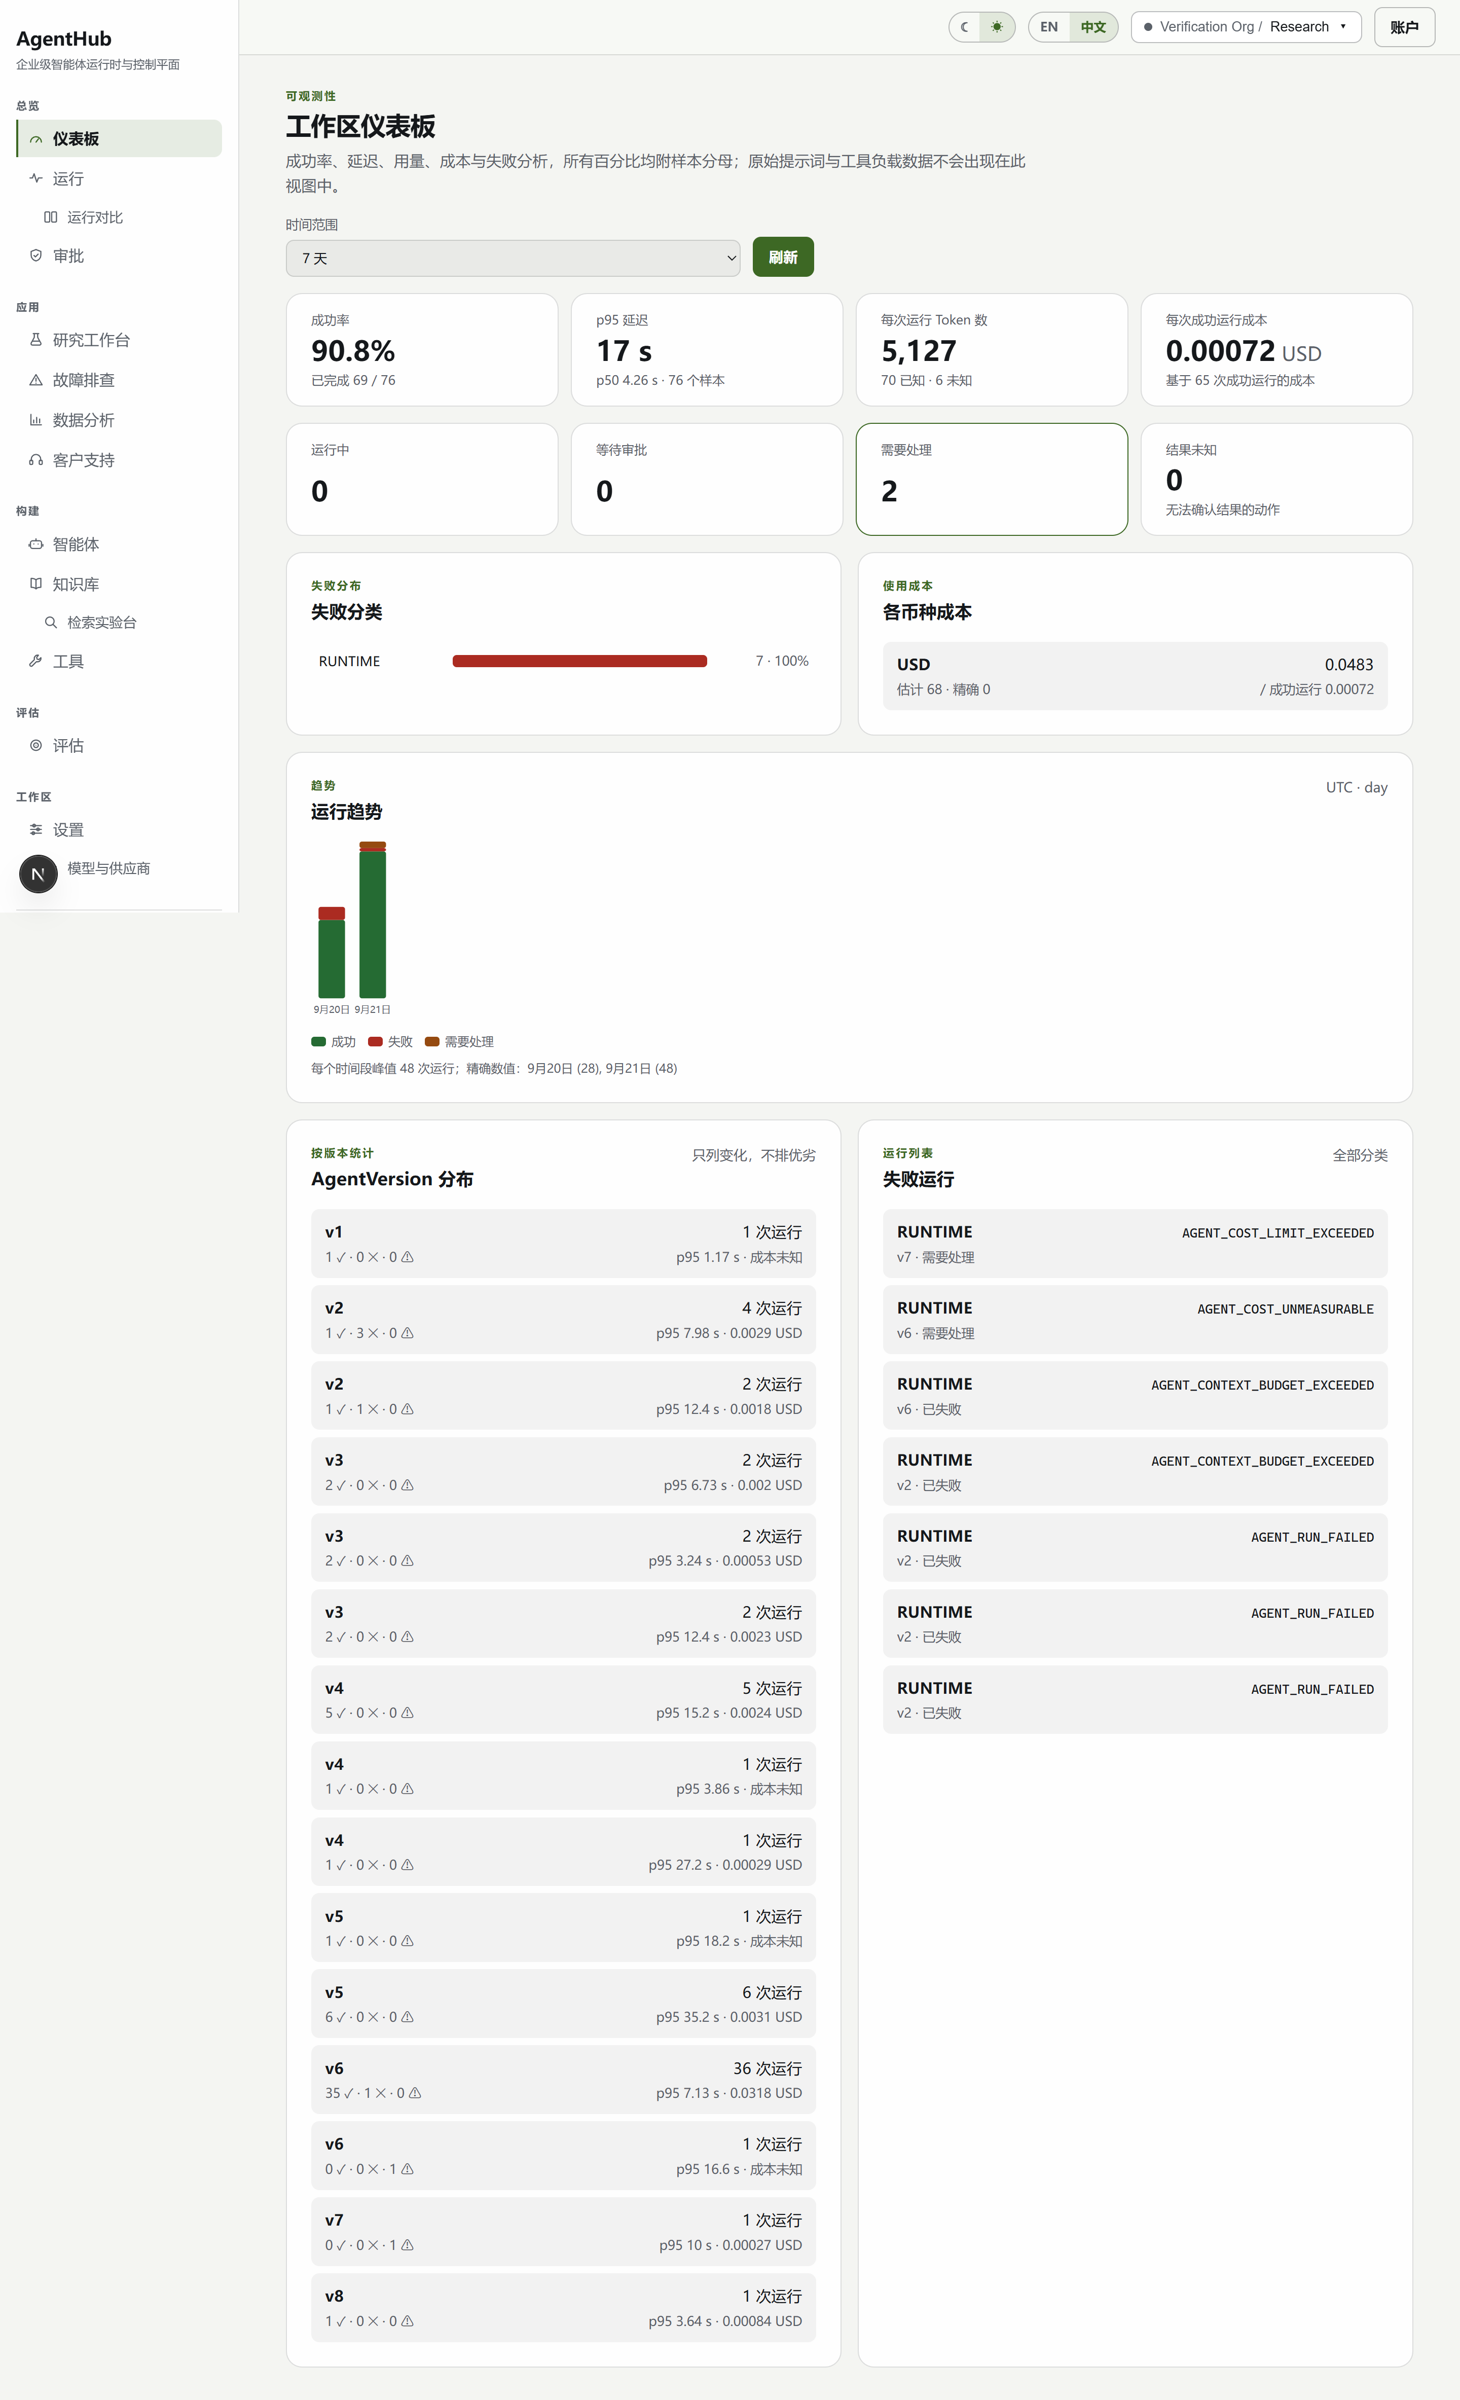 AgentHub
企业级智能体运行时与控制平面
总览
仪表板
运行
运行对比
审批
应用
研究工作台
故障排查
数据分析
客户支持
构建
智能体
知识库
检索实验台
工具
评估
评估
工作区
设置
N
模型与供应商
EN 中文
Verification Org / Research
账户
可观测性
工作区仪表板
成功率、延迟、用量、成本与失败分析，所有百分比均附样本分母；原始提示词与工具负载数据不会出现在此
视图中。
时间范围
7 天
刷新
成功率
90.8%
已完成 69 / 76
p95 延迟
17 s
p50 4.26 s · 76 个样本
每次运行 Token 数
5,127
70 已知 · 6 未知
每次成功运行成本
0.00072 USD
基于 65 次成功运行的成本
运行中
0
等待审批
0
需要处理
2
结果未知
0
无法确认结果的动作
失败分布
失败分类
RUNTIME 7 · 100%
使用成本
各币种成本
USD 0.0483
估计 68 · 精确 0 / 成功运行 0.00072
趋势
运行趋势
UTC · day
9月20日 9月21日
成功 失败 需要处理
每个时间段峰值 48 次运行；精确数值：9月20日 (28), 9月21日 (48)
按版本统计
AgentVersion 分布
只列变化，不排优劣
v1 1 次运行
1 ✓ · 0 ✕ · 0 ⚠ p95 1.17 s · 成本未知
v2 4 次运行
1 ✓ · 3 ✕ · 0 ⚠ p95 7.98 s · 0.0029 USD
v2 2 次运行
1 ✓ · 1 ✕ · 0 ⚠ p95 12.4 s · 0.0018 USD
v3 2 次运行
2 ✓ · 0 ✕ · 0 ⚠ p95 6.73 s · 0.002 USD
v3 2 次运行
2 ✓ · 0 ✕ · 0 ⚠ p95 3.24 s · 0.00053 USD
v3 2 次运行
2 ✓ · 0 ✕ · 0 ⚠ p95 12.4 s · 0.0023 USD
v4 5 次运行
5 ✓ · 0 ✕ · 0 ⚠ p95 15.2 s · 0.0024 USD
v4 1 次运行
1 ✓ · 0 ✕ · 0 ⚠ p95 3.86 s · 成本未知
v4 1 次运行
1 ✓ · 0 ✕ · 0 ⚠ p95 27.2 s · 0.00029 USD
v5 1 次运行
1 ✓ · 0 ✕ · 0 ⚠ p95 18.2 s · 成本未知
v5 6 次运行
6 ✓ · 0 ✕ · 0 ⚠ p95 35.2 s · 0.0031 USD
v6 36 次运行
35 ✓ · 1 ✕ · 0 ⚠ p95 7.13 s · 0.0318 USD
v6 1 次运行
0 ✓ · 0 ✕ · 1 ⚠ p95 16.6 s · 成本未知
v7 1 次运行
0 ✓ · 0 ✕ · 1 ⚠ p95 10 s · 0.00027 USD
v8 1 次运行
1 ✓ · 0 ✕ · 0 ⚠ p95 3.64 s · 0.00084 USD
运行列表
失败运行
全部分类
RUNTIME AGENT_COST_LIMIT_EXCEEDED
v7 · 需要处理
RUNTIME AGENT_COST_UNMEASURABLE
v6 · 需要处理
RUNTIME AGENT_CONTEXT_BUDGET_EXCEEDED
v6 · 已失败
RUNTIME AGENT_CONTEXT_BUDGET_EXCEEDED
v2 · 已失败
RUNTIME AGENT_RUN_FAILED
v2 · 已失败
RUNTIME AGENT_RUN_FAILED
v2 · 已失败
RUNTIME AGENT_RUN_FAILED
v2 · 已失败